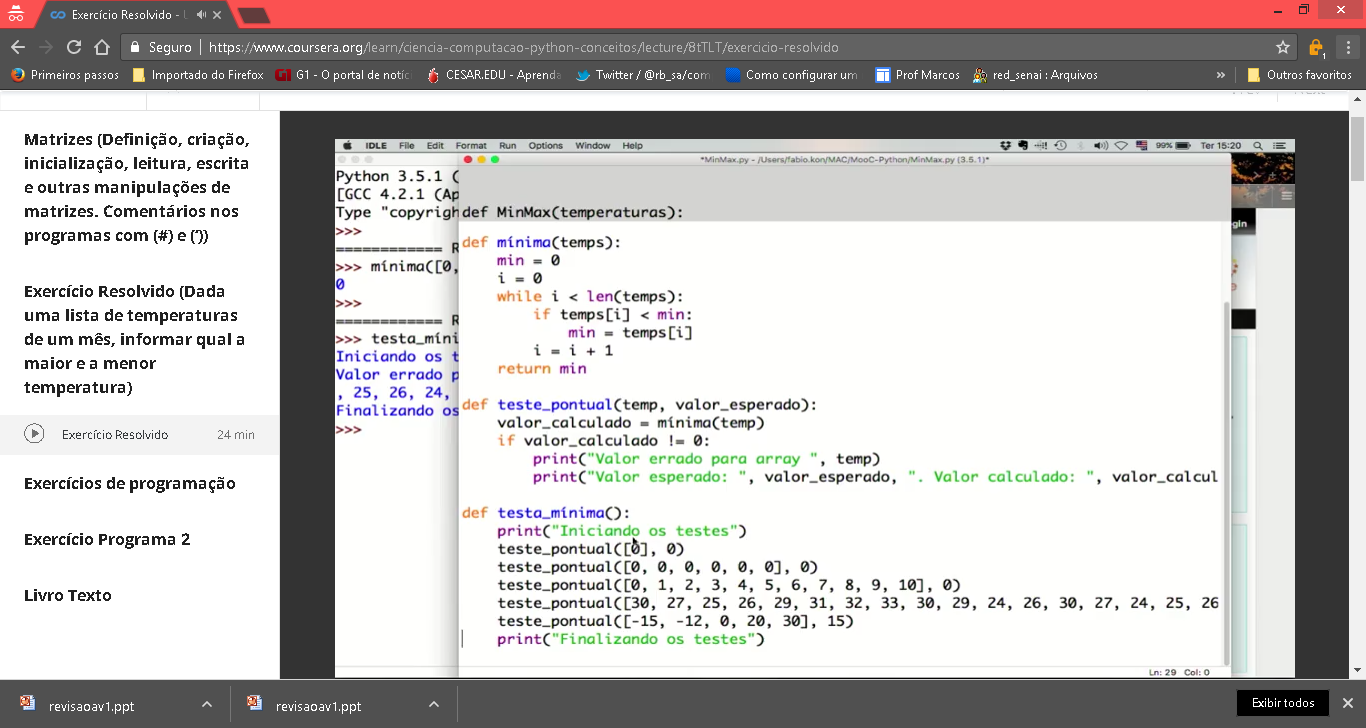 Exercício Resolvido - U
Seguro
https://www.coursera.org/learn/ciencia-computacao-python-conceitos/lecture/8tTLT/exercicio-resolvido
Primeiros passos
Importado do Firefox
G1 - O portal de notíc
CESAR.EDU - Aprenda
Twitter / @rb_sa/com
Como configurar um
Prof Marcos
red_senai : Arquivos
»
Outros favoritos
Matrizes (Definição, criação,
inicialização, leitura, escrita
e outras manipulações de
matrizes. Comentários nos
programas com (#) e ('))
Exercício Resolvido (Dada
uma lista de temperaturas
de um mês, informar qual a
maior e a menor
temperatura)
Exercício Resolvido 24 min
Exercícios de programação
Exercício Programa 2
Livro Texto
IDLE File Edit Format Run Options Window Help
99% Ter 15:20
*MinMax.py - /Users/fabio.kon/MAC/MooC-Python/MinMax.py (3.5.1)*
Python 3.5.1 (
[GCC 4.2.1 (Ap
Type "copyrigh
>>>
============ R
>>> mínima([0,
0
>>>
============ R
>>> testa_míni
Iniciando os t
Valor errado p
, 25, 26, 24,
Finalizando os
>>>
def MinMax(temperaturas):
def mínima(temps):
min = 0
i = 0
while i < len(temps):
if temps[i] < min:
min = temps[i]
i = i + 1
return min
def teste_pontual(temp, valor_esperado):
valor_calculado = mínima(temp)
if valor_calculado != 0:
print("Valor errado para array ", temp)
print("Valor esperado: ", valor_esperado, ". Valor calculado: ", valor_calcul
def testa_mínima():
print("Iniciando os testes")
teste_pontual([0], 0)
teste_pontual([0, 0, 0, 0, 0, 0], 0)
teste_pontual([0, 1, 2, 3, 4, 5, 6, 7, 8, 9, 10], 0)
teste_pontual([30, 27, 25, 26, 29, 31, 32, 33, 30, 29, 24, 26, 30, 27, 24, 25, 26
teste_pontual([-15, -12, 0, 20, 30], 15)
print("Finalizando os testes")
Ln: 29 Col: 0
revisaoav1.ppt
revisaoav1.ppt
Exibir todos